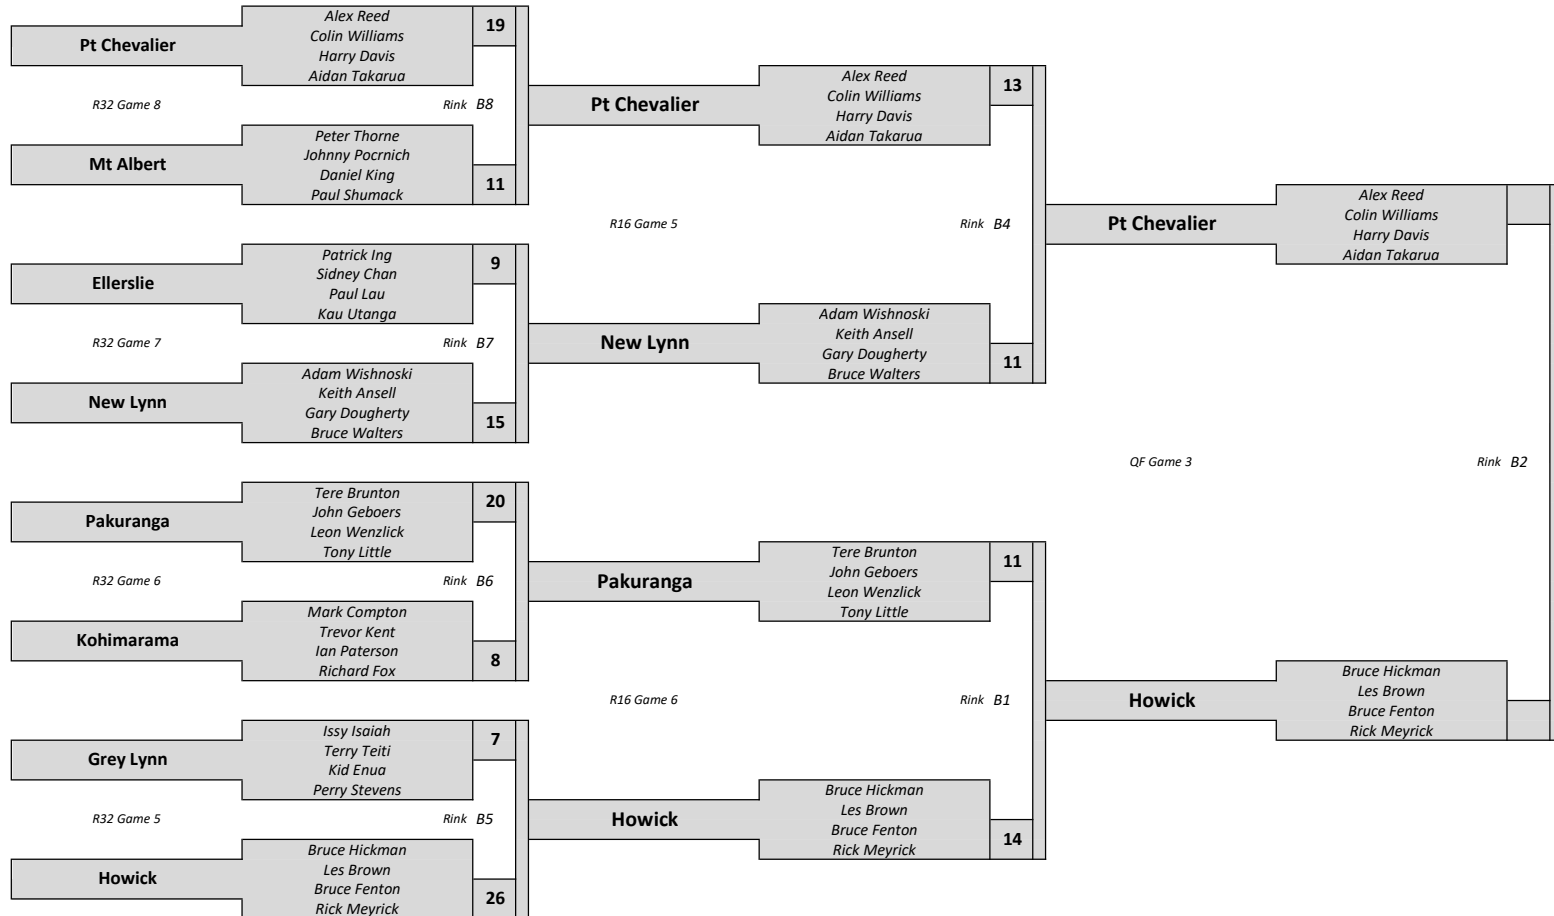 Pt Chevalier
Alex Reed
Colin Williams
Harry Davis
Aidan Takarua
19
R32 Game 8
Rink B8
Mt Albert
Peter Thorne
Johnny Pocrnich
Daniel King
Paul Shumack
11
Ellerslie
Patrick Ing
Sidney Chan
Paul Lau
Kau Utanga
9
R32 Game 7
Rink B7
New Lynn
Adam Wishnoski
Keith Ansell
Gary Dougherty
Bruce Walters
15
Pakuranga
Tere Brunton
John Geboers
Leon Wenzlick
Tony Little
20
R32 Game 6
Rink B6
Kohimarama
Mark Compton
Trevor Kent
Ian Paterson
Richard Fox
8
Grey Lynn
Issy Isaiah
Terry Teiti
Kid Enua
Perry Stevens
7
R32 Game 5
Rink B5
Howick
Bruce Hickman
Les Brown
Bruce Fenton
Rick Meyrick
26
Pt Chevalier
Alex Reed
Colin Williams
Harry Davis
Aidan Takarua
13
R16 Game 5
Rink B4
New Lynn
Adam Wishnoski
Keith Ansell
Gary Dougherty
Bruce Walters
11
Pakuranga
Tere Brunton
John Geboers
Leon Wenzlick
Tony Little
11
R16 Game 6
Rink B1
Howick
Bruce Hickman
Les Brown
Bruce Fenton
Rick Meyrick
14
Pt Chevalier
Alex Reed
Colin Williams
Harry Davis
Aidan Takarua
QF Game 3
Rink B2
Howick
Bruce Hickman
Les Brown
Bruce Fenton
Rick Meyrick